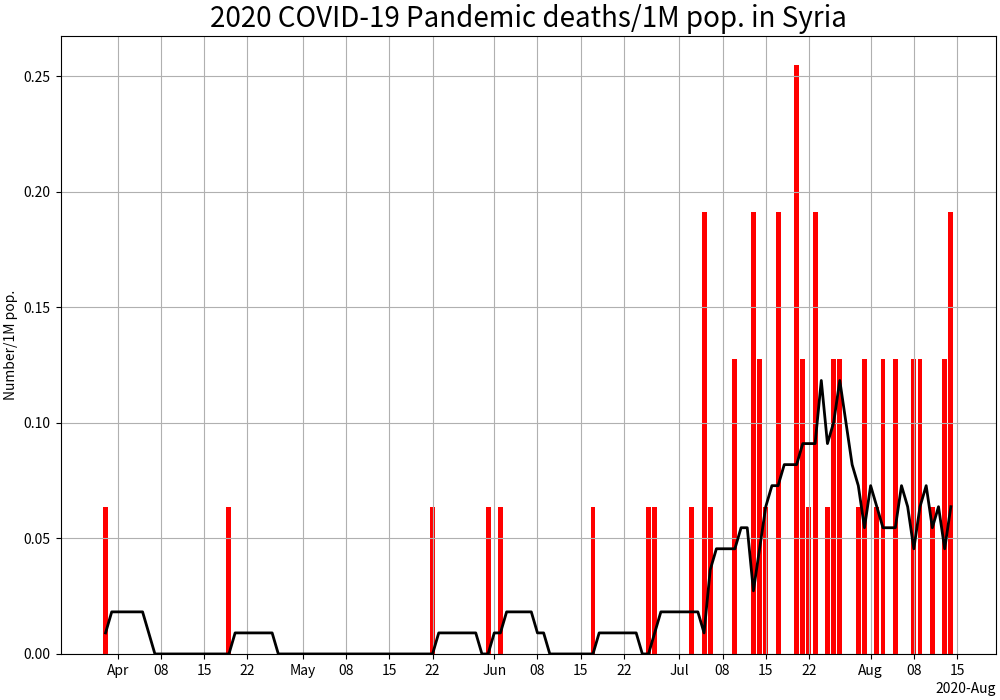 2020 COVID-19 Pandemic deaths/1M pop. in Syria
Number/1M pop.
0.25
0.20
0.15
0.10
0.05
0.00
Apr 08 15 22 May 08 15 22 Jun 08 15 22 Jul 08 15 22 Aug 08 15
2020-Aug